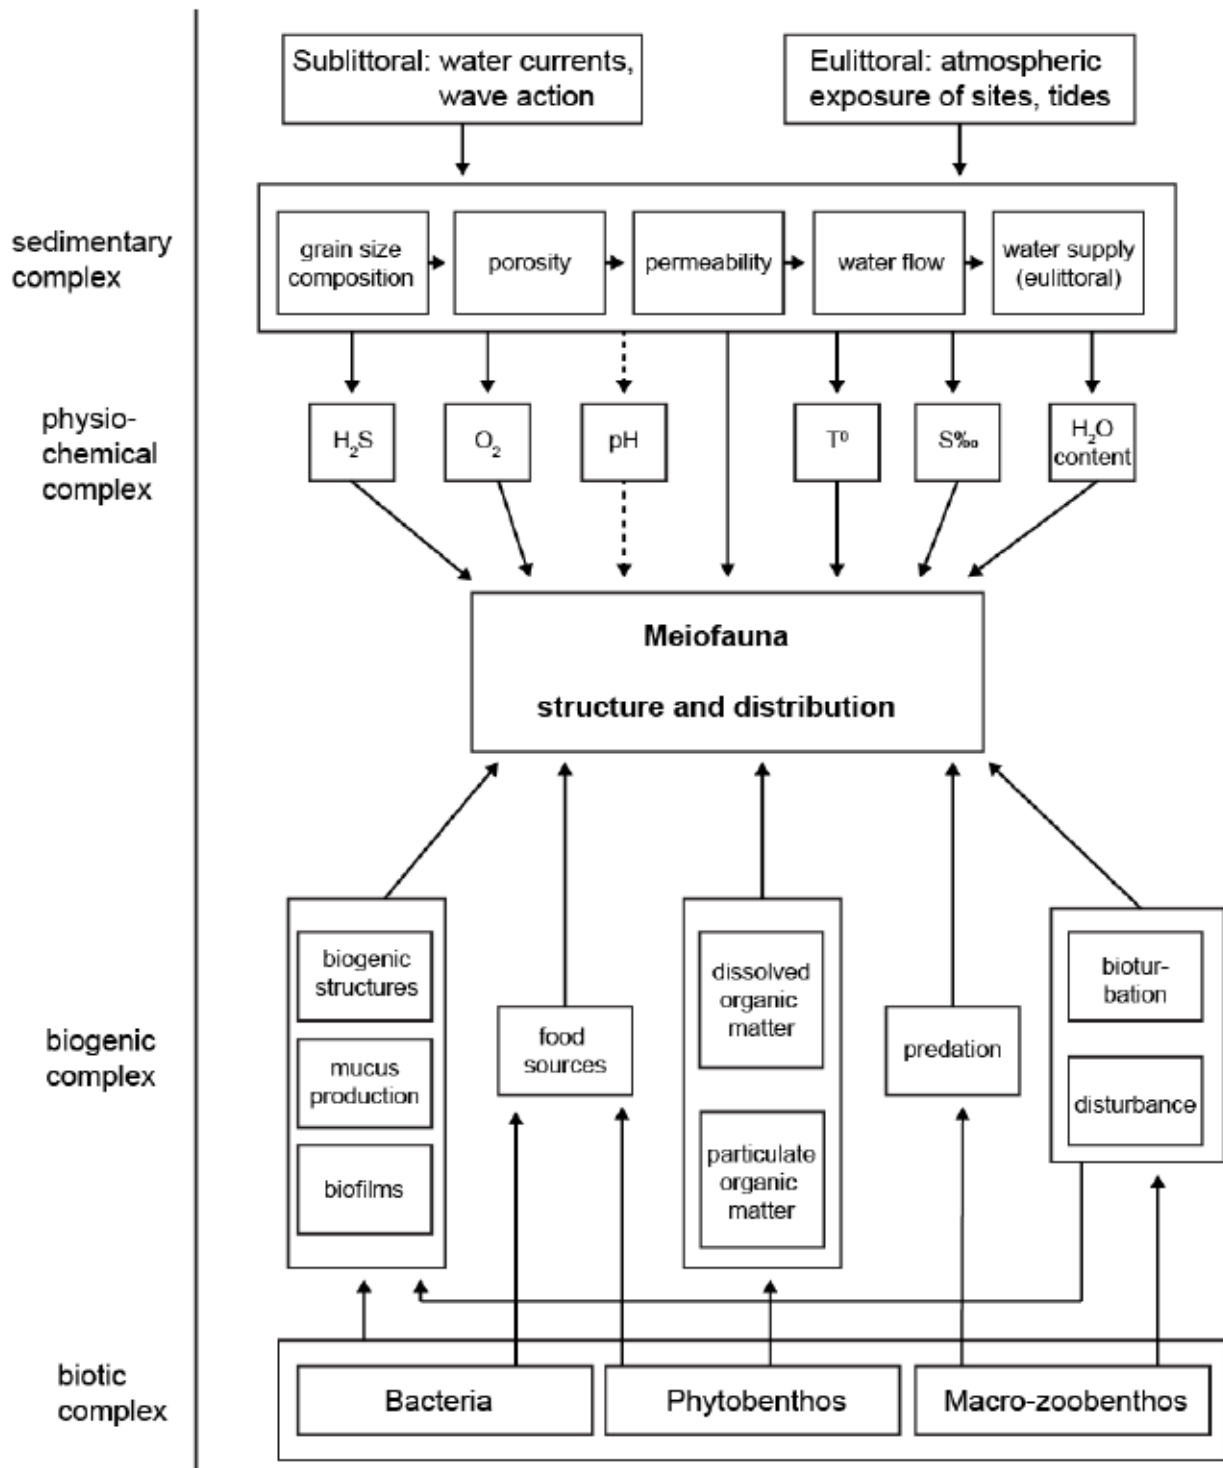 Sublittoral: water currents,
wave action
Eulittoral: atmospheric
exposure of sites, tides
sedimentary
complex
grain size
composition
porosity
permeability
water flow
water supply
(eulittoral)
physio-
chemical
complex
H₂S
O₂
pH
T⁰
S‰
H₂O
content
Meiofauna
structure and distribution
biogenic
complex
biogenic
structures
mucus
production
biofilms
food
sources
dissolved
organic
matter
particulate
organic
matter
predation
biotur-
bation
disturbance
biotic
complex
Bacteria
Phytobenthos
Macro-zoobenthos